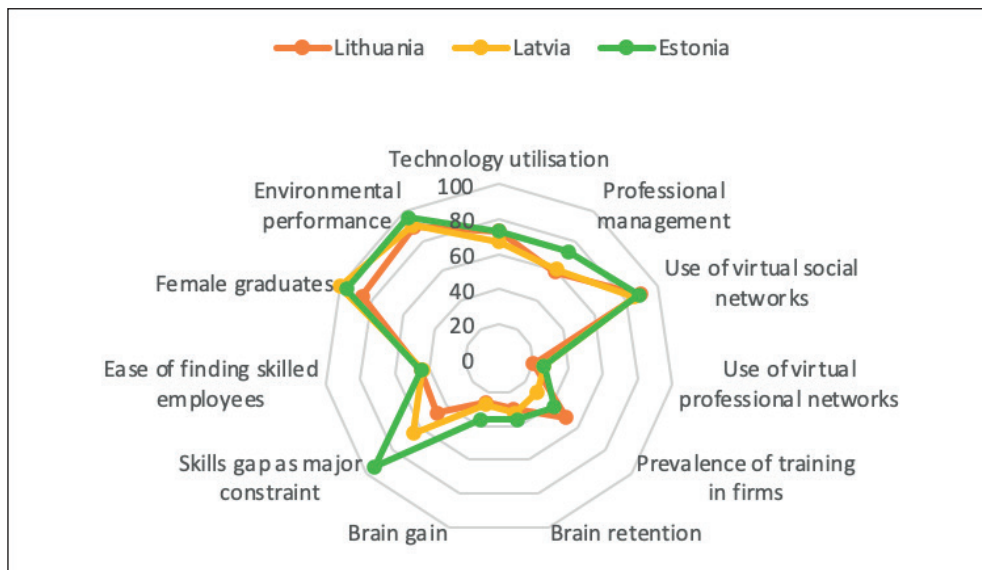 Lithuania Latvia Estonia
Technology utilisation
Environmental
performance
Professional
management
100
80
60
40
20
0
Female graduates
Use of virtual social
networks
Ease of finding skilled
employees
Use of virtual
professional networks
Skills gap as major
constraint
Prevalence of training
in firms
Brain gain
Brain retention